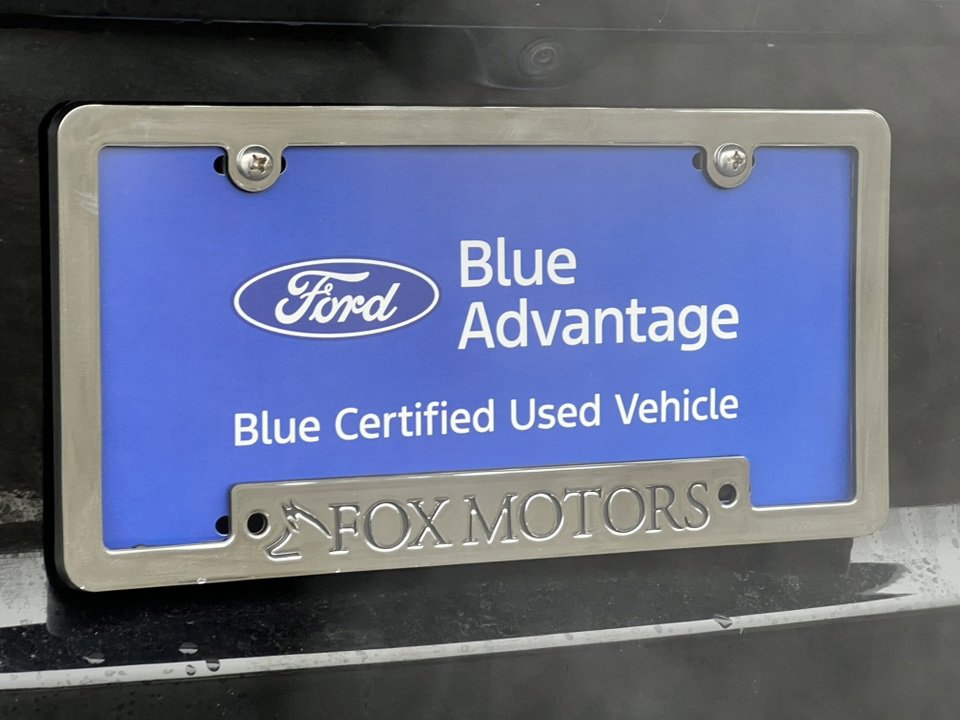 Ford
Blue
Advantage
Blue Certified Used Vehicle
FOX MOTORS